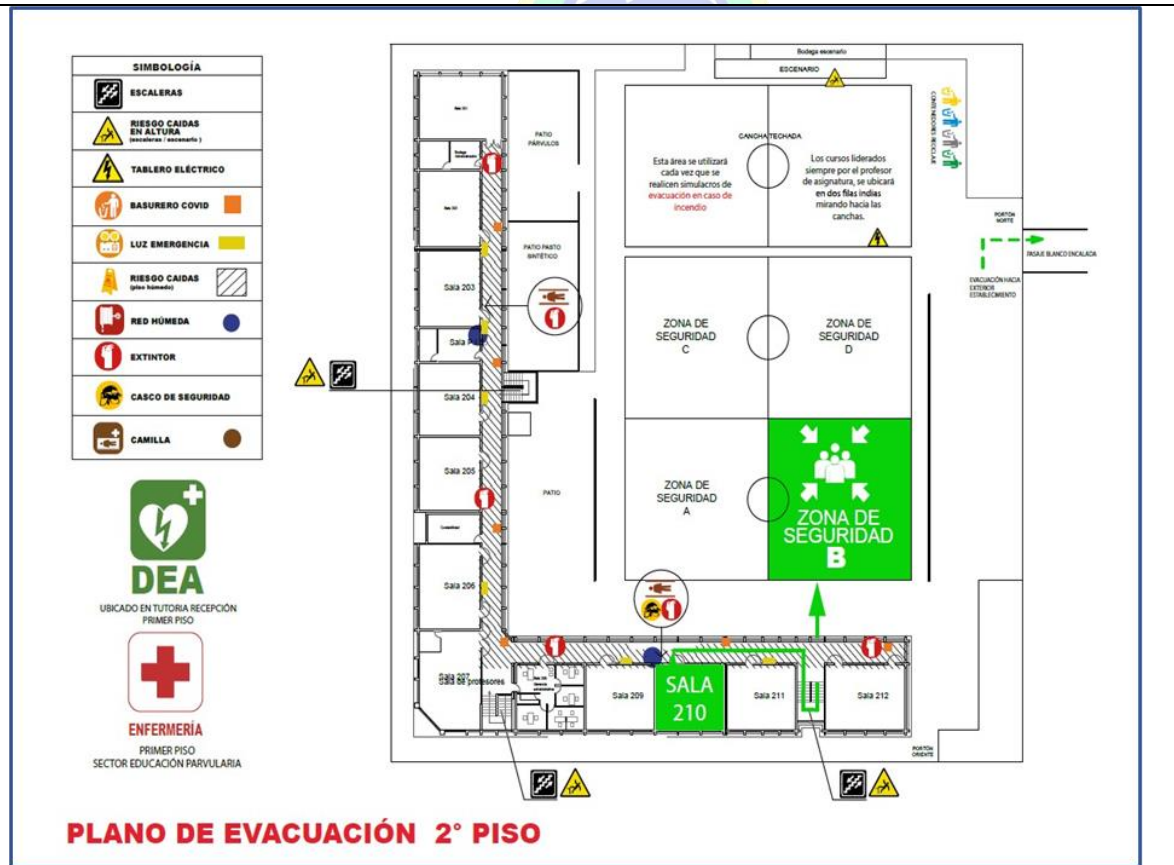 SIMBOLOGÍA
ESCALERAS
RIESGO CAIDAS
EN ALTURA
(escaleras / escenario )
TABLERO ELÉCTRICO
BASURERO COVID
LUZ EMERGENCIA
RIESGO CAIDAS
(piso húmedo)
RED HÚMEDA
EXTINTOR
CASCO DE SEGURIDAD
CAMILLA
DEA
UBICADO EN TUTORIA RECEPCIÓN
PRIMER PISO
ENFERMERÍA
PRIMER PISO
SECTOR EDUCACIÓN PARVULARIA
Bodega escenario
ESCENARIO
CONTENEDORES RECICLAJE
PATIO
PÁRVULOS
CANCHA TECHADA
Esta área se utilizará
cada vez que se
realicen simulacros de
evacuación en caso de
incendio
Los cursos liderados
siempre por el profesor
de asignatura, se ubicará
en dos filas indias
mirando hacia las
canchas.
PORTÓN
NORTE
PASAJE BLANCO ENCALADA
EVACUACIÓN HACIA
EXTERIOR
ESTABLECIMIENTO
PATIO PASTO
SINTÉTICO
Sala 203
Sala
Sala 204
Sala 205
Sala 206
Sala 207
Sala de profesores
PATIO
ZONA DE
SEGURIDAD
C
ZONA DE
SEGURIDAD
D
ZONA DE
SEGURIDAD
A
ZONA DE
SEGURIDAD
B
Sala 209
SALA
210
Sala 211
Sala 212
PORTÓN
ORIENTE
PLANO DE EVACUACIÓN 2° PISO